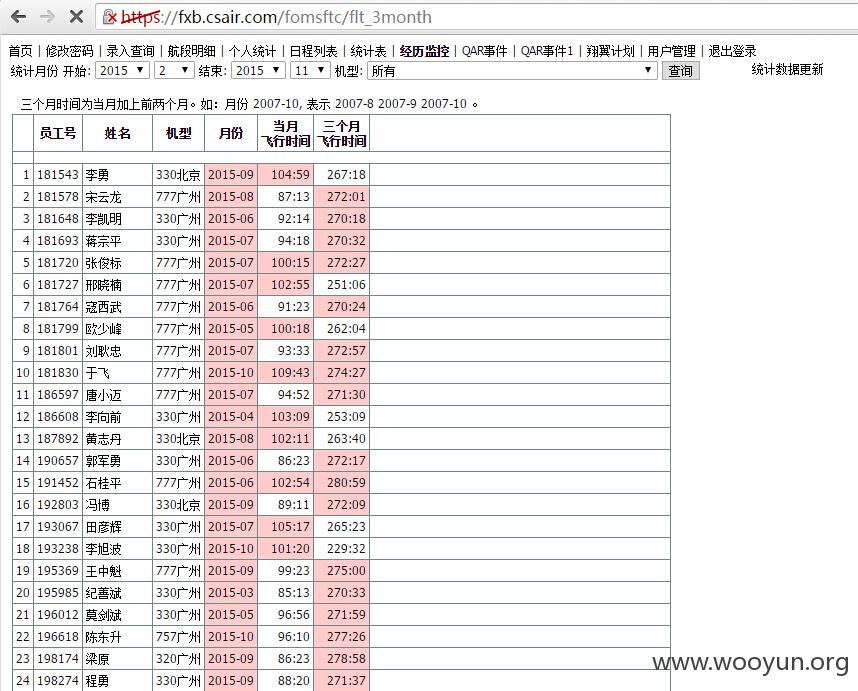 https://fxb.csair.com/fomsftc/flt_3month
首页 | 修改密码 | 录入查询 | 航段明细 | 个人统计 | 日程列表 | 统计表 | 经历监控 | QAR事件 | QAR事件1 | 翔翼计划 | 用户管理 | 退出登录
统计月份 开始: 2015 2 结束: 2015 11 机型: 所有 查询 统计数据更新
三个月时间为当月加上前两个月。如：月份 2007-10, 表示 2007-8 2007-9 2007-10 。
员工号 姓名 机型 月份 当月飞行时间 三个月飞行时间
1 181543 李勇 330北京 2015-09 104:59 267:18
2 181578 宋云龙 777广州 2015-08 87:13 272:01
3 181648 李凯明 330广州 2015-06 92:14 270:18
4 181693 蒋宗平 330广州 2015-07 94:18 270:32
5 181720 张俊标 777广州 2015-07 100:15 272:27
6 181727 邢晓楠 777广州 2015-07 102:55 251:06
7 181764 寇西武 777广州 2015-06 91:23 270:24
8 181799 欧少峰 777广州 2015-05 100:18 262:04
9 181801 刘耿忠 777广州 2015-07 93:33 272:57
10 181830 于飞 777广州 2015-10 109:43 274:27
11 186597 唐小迈 777广州 2015-07 94:52 271:30
12 186608 李向前 330广州 2015-04 103:09 253:09
13 187892 黄志丹 330北京 2015-08 102:11 263:40
14 190657 郭军勇 330广州 2015-06 86:23 272:17
15 191452 石桂平 777广州 2015-06 102:54 280:59
16 192803 冯博 330北京 2015-09 89:11 272:09
17 193067 田彦辉 330广州 2015-07 105:17 265:23
18 193238 李旭波 330广州 2015-10 101:20 229:32
19 195369 王中魁 777广州 2015-09 99:23 275:00
20 195985 纪善斌 330广州 2015-03 85:13 270:33
21 196012 莫剑斌 330广州 2015-05 96:56 271:59
22 196618 陈东升 757广州 2015-10 96:10 277:26
23 198174 梁原 320广州 2015-09 86:23 278:58
24 198274 程勇 330广州 2015-09 88:20 271:37
www.wooyun.org